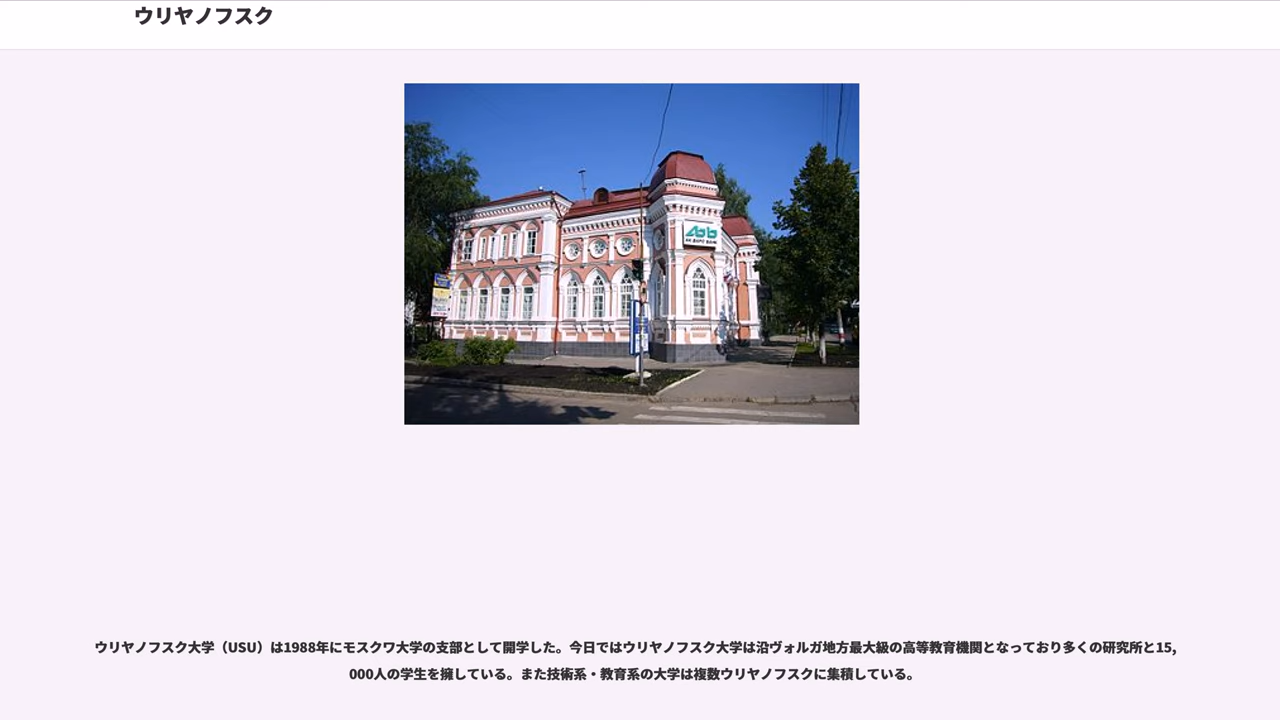 ウリヤノフスク
ウリヤノフスク大学（USU）は1988年にモスクワ大学の支部として開学した。今日ではウリヤノフスク大学は沿ヴォルガ地方最大級の高等教育機関となっており多くの研究所と15,
000人の学生を擁している。また技術系・教育系の大学は複数ウリヤノフスクに集積している。